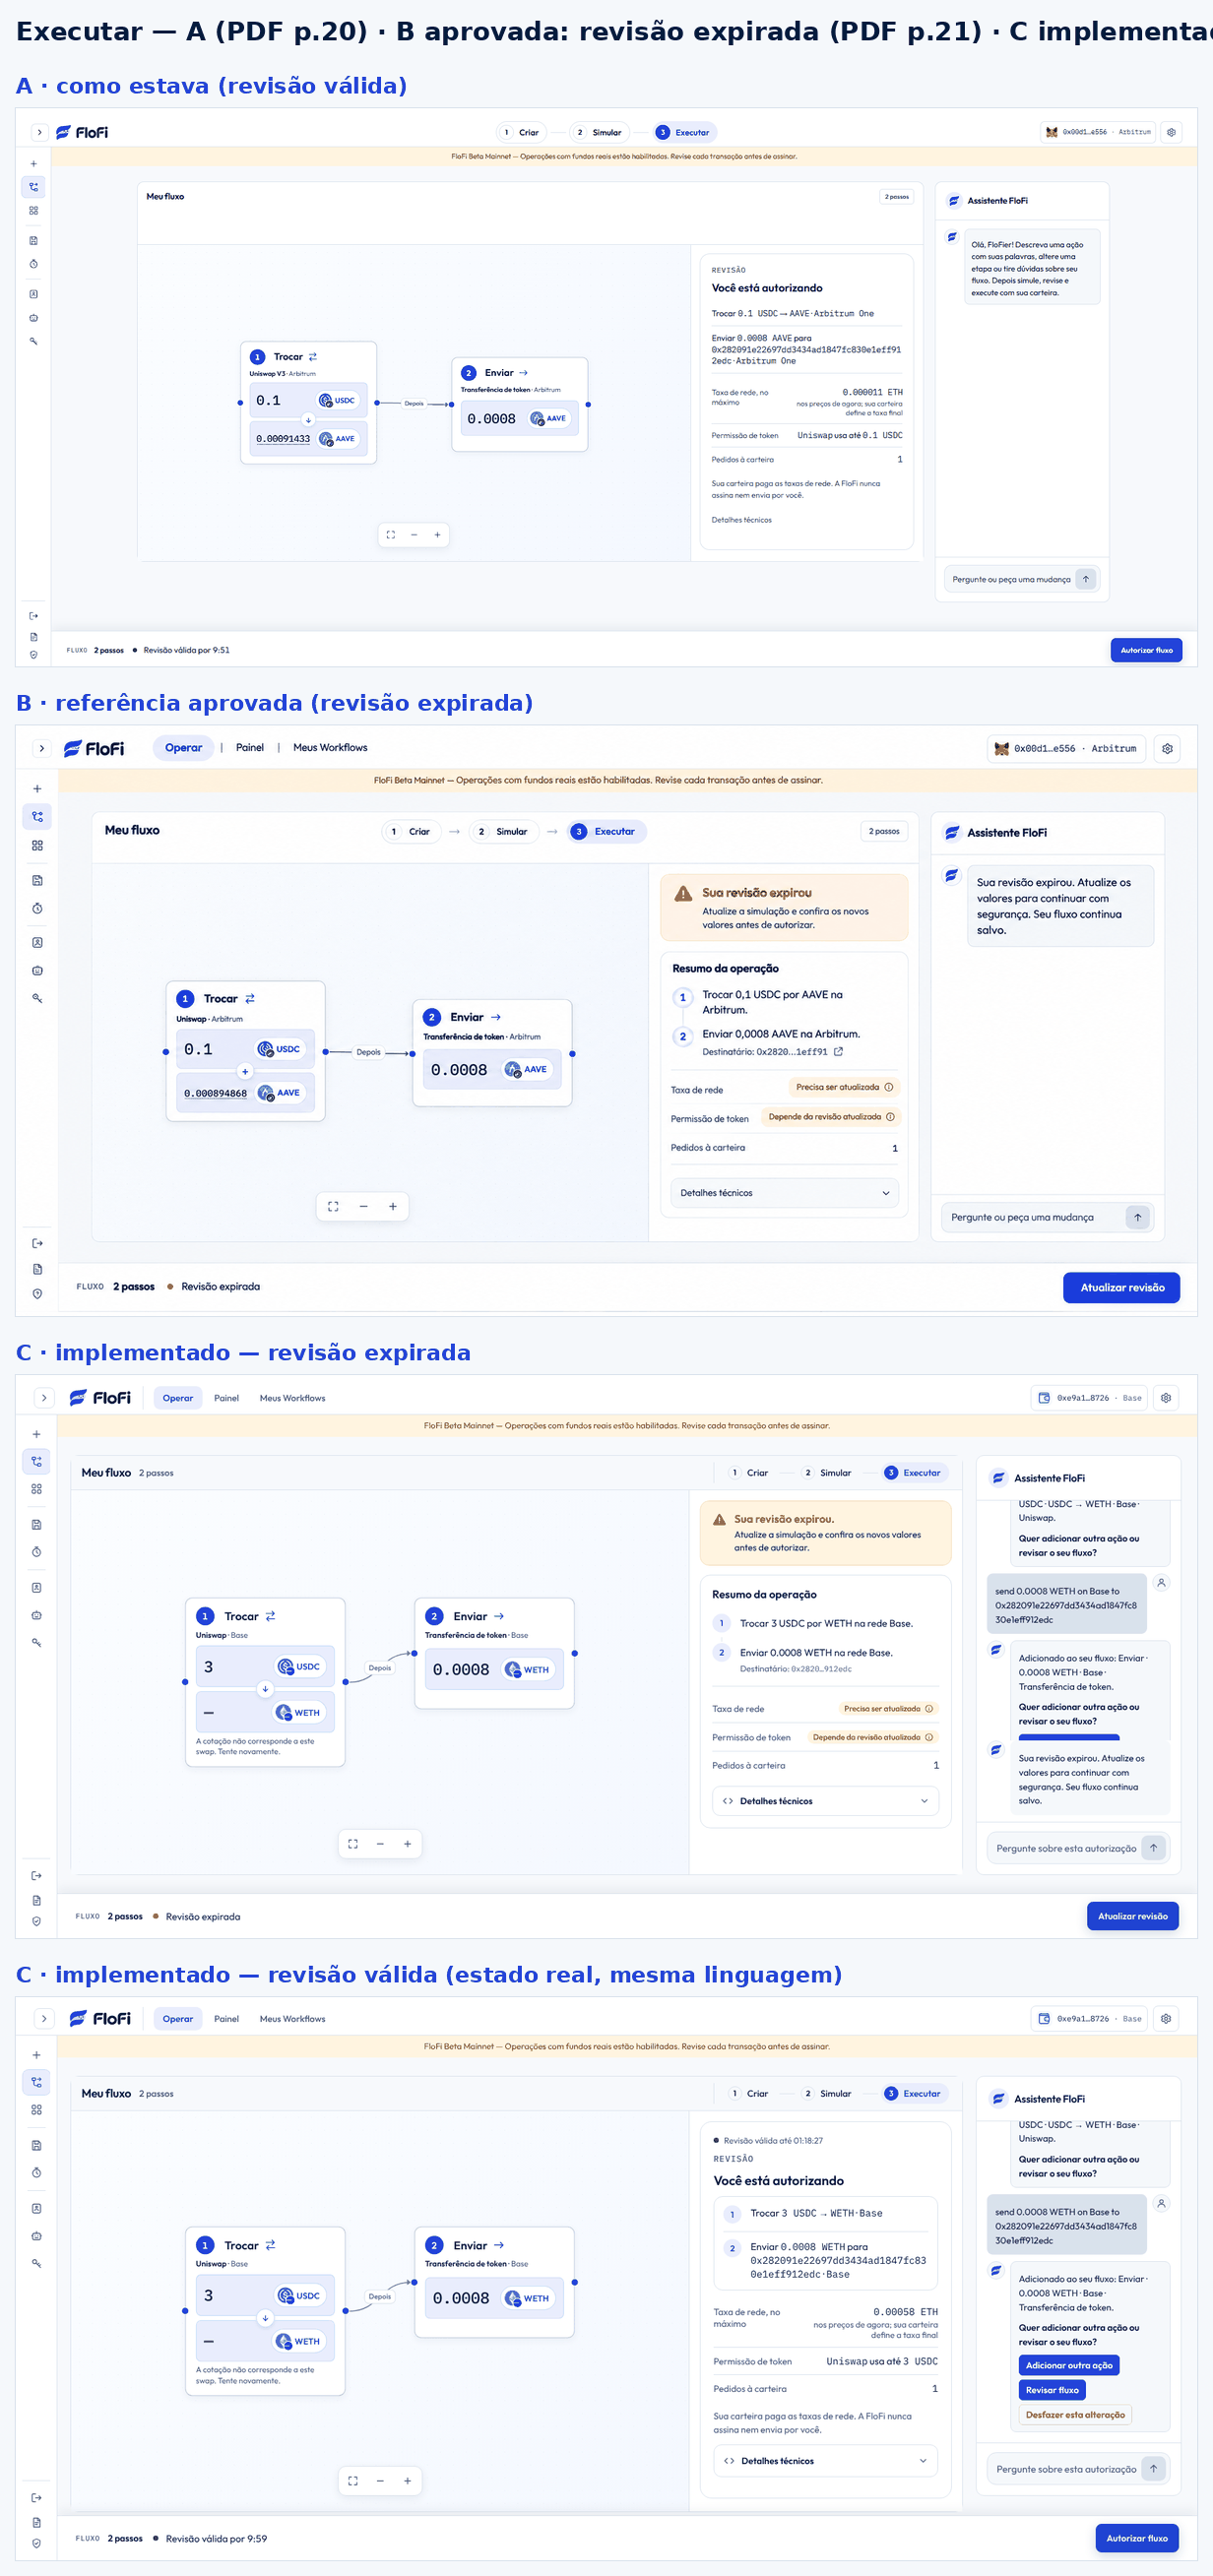 Executar — A (PDF p.20) · B aprovada: revisão expirada (PDF p.21) · C implementa
A · como estava (revisão válida)
FloFi
1 Criar
2 Simular
3 Executar
0x00d1…e556 · Arbitrum
FloFi Beta Mainnet — Operações com fundos reais estão habilitadas. Revise cada transação antes de assinar.
Meu fluxo
2 passos
Assistente FloFi
Olá, FloFier! Descreva uma ação
com suas palavras, altere uma
etapa ou tire dúvidas sobre seu
fluxo. Depois simule, revise e
execute com sua carteira.
1 Trocar
Uniswap V3 · Arbitrum
0.1 USDC
0.00091433 AAVE
Depois
2 Enviar
Transferência de token · Arbitrum
0.0008 AAVE
REVISÃO
Você está autorizando
Trocar 0.1 USDC → AAVE · Arbitrum One
Enviar 0.0008 AAVE para
0x282091e22697dd3434ad1847fc830e1eff91
2edc · Arbitrum One
Taxa de rede, no
máximo
0.000011 ETH
nos preços de agora; sua carteira
define a taxa final
Permissão de token
Uniswap usa até 0.1 USDC
Pedidos à carteira
1
Sua carteira paga as taxas de rede. A FloFi nunca
assina nem envia por você.
Detalhes técnicos
Pergunte ou peça uma mudança
FLUXO 2 passos • Revisão válida por 9:51
Autorizar fluxo
B · referência aprovada (revisão expirada)
FloFi
Operar | Painel | Meus Workflows
0x00d1…e556 · Arbitrum
FloFi Beta Mainnet — Operações com fundos reais estão habilitadas. Revise cada transação antes de assinar.
Meu fluxo
1 Criar → 2 Simular → 3 Executar
2 passos
Assistente FloFi
Sua revisão expirou. Atualize os
valores para continuar com
segurança. Seu fluxo continua
salvo.
Sua revisão expirou
Atualize a simulação e confira os novos
valores antes de autorizar.
Resumo da operação
1 Trocar 0,1 USDC por AAVE na
Arbitrum.
2 Enviar 0,0008 AAVE na Arbitrum.
Destinatário: 0x2820...1eff91
Taxa de rede
Precisa ser atualizada
Permissão de token
Depende da revisão atualizada
Pedidos à carteira
1
Detalhes técnicos
1 Trocar
Uniswap · Arbitrum
0.1 USDC
0.000894868 AAVE
Depois
2 Enviar
Transferência de token · Arbitrum
0.0008 AAVE
Pergunte ou peça uma mudança
FLUXO 2 passos • Revisão expirada
Atualizar revisão
C · implementado — revisão expirada
FloFi
Operar Painel Meus Workflows
0xe9a1…8726 · Base
FloFi Beta Mainnet — Operações com fundos reais estão habilitadas. Revise cada transação antes de assinar.
Meu fluxo 2 passos
1 Criar
2 Simular
3 Executar
Assistente FloFi
USDC · USDC → WETH · Base ·
Uniswap.
Quer adicionar outra ação ou
revisar o seu fluxo?
send 0.0008 WETH on Base to
0x282091e22697dd3434ad1847fc8
30e1eff912edc
Adicionado ao seu fluxo: Enviar ·
0.0008 WETH · Base ·
Transferência de token.
Quer adicionar outra ação ou
revisar o seu fluxo?
Sua revisão expirou. Atualize os
valores para continuar com
segurança. Seu fluxo continua
salvo.
Sua revisão expirou.
Atualize a simulação e confira os novos valores
antes de autorizar.
Resumo da operação
1 Trocar 3 USDC por WETH na rede Base.
2 Enviar 0.0008 WETH na rede Base.
Destinatário: 0x2820…912edc
Taxa de rede
Precisa ser atualizada
Permissão de token
Depende da revisão atualizada
Pedidos à carteira
1
Detalhes técnicos
1 Trocar
Uniswap · Base
3 USDC
— WETH
A cotação não corresponde a este
swap. Tente novamente.
Depois
2 Enviar
Transferência de token · Base
0.0008 WETH
Pergunte sobre esta autorização
FLUXO 2 passos • Revisão expirada
Atualizar revisão
C · implementado — revisão válida (estado real, mesma linguagem)
FloFi
Operar Painel Meus Workflows
0xe9a1…8726 · Base
FloFi Beta Mainnet — Operações com fundos reais estão habilitadas. Revise cada transação antes de assinar.
Meu fluxo 2 passos
1 Criar
2 Simular
3 Executar
Assistente FloFi
USDC · USDC → WETH · Base ·
Uniswap.
Quer adicionar outra ação ou
revisar o seu fluxo?
send 0.0008 WETH on Base to
0x282091e22697dd3434ad1847fc8
30e1eff912edc
Adicionado ao seu fluxo: Enviar ·
0.0008 WETH · Base ·
Transferência de token.
Quer adicionar outra ação ou
revisar o seu fluxo?
Adicionar outra ação
Revisar fluxo
Desfazer esta alteração
• Revisão válida até 01:18:27
REVISÃO
Você está autorizando
1 Trocar 3 USDC → WETH · Base
2 Enviar 0.0008 WETH para
0x282091e22697dd3434ad1847fc83
0e1eff912edc · Base
Taxa de rede, no
máximo
0.00058 ETH
nos preços de agora; sua carteira
define a taxa final
Permissão de token
Uniswap usa até 3 USDC
Pedidos à carteira
1
Sua carteira paga as taxas de rede. A FloFi nunca
assina nem envia por você.
Detalhes técnicos
1 Trocar
Uniswap · Base
3 USDC
— WETH
A cotação não corresponde a este
swap. Tente novamente.
Depois
2 Enviar
Transferência de token · Base
0.0008 WETH
Pergunte sobre esta autorização
FLUXO 2 passos • Revisão válida por 9:59
Autorizar fluxo